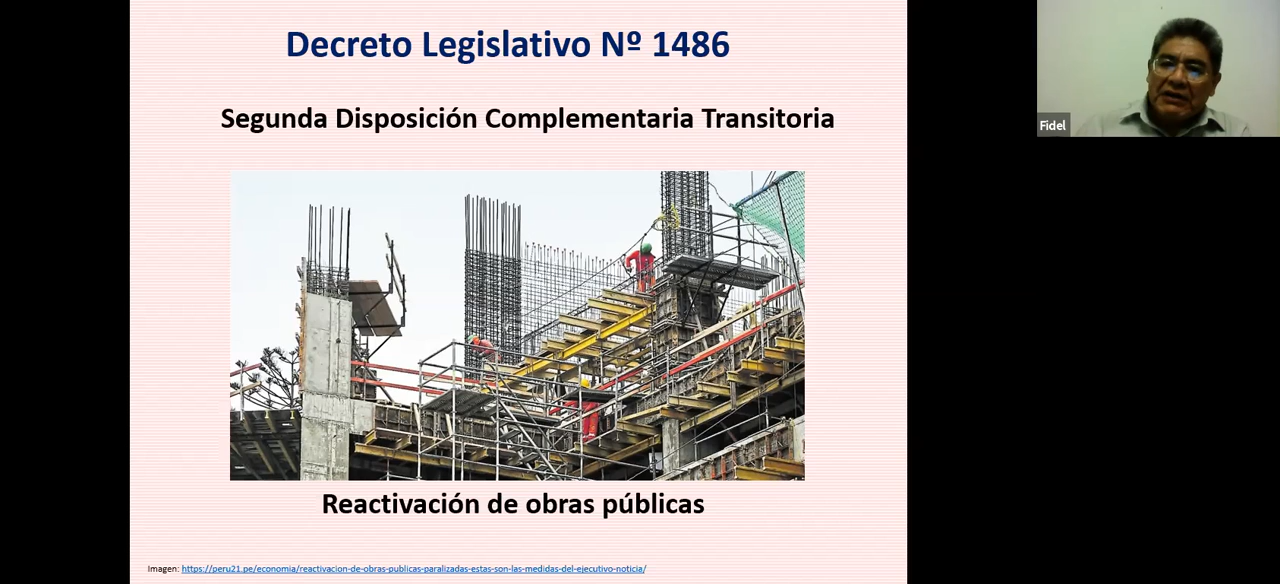 Decreto Legislativo Nº 1486
Segunda Disposición Complementaria Transitoria
Fidel
Reactivación de obras públicas
Imagen: https://peru21.pe/economia/reactivacion-de-obras-publicas-paralizadas-estas-son-las-medidas-del-ejecutivo-noticia/